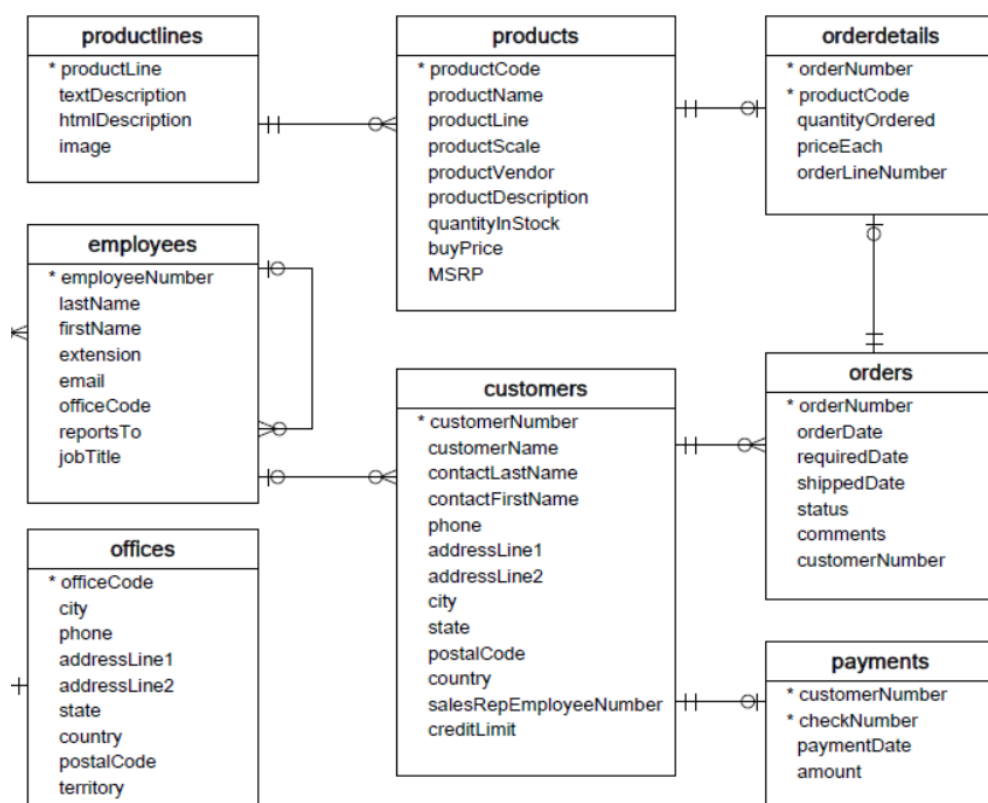 productlines
* productLine
textDescription
htmlDescription
image
products
* productCode
productName
productLine
productScale
productVendor
productDescription
quantityInStock
buyPrice
MSRP
orderdetails
* orderNumber
* productCode
quantityOrdered
priceEach
orderLineNumber
employees
* employeeNumber
lastName
firstName
extension
email
officeCode
reportsTo
jobTitle
customers
* customerNumber
customerName
contactLastName
contactFirstName
phone
addressLine1
addressLine2
city
state
postalCode
country
salesRepEmployeeNumber
creditLimit
orders
* orderNumber
orderDate
requiredDate
shippedDate
status
comments
customerNumber
offices
* officeCode
city
phone
addressLine1
addressLine2
state
country
postalCode
territory
payments
* customerNumber
* checkNumber
paymentDate
amount